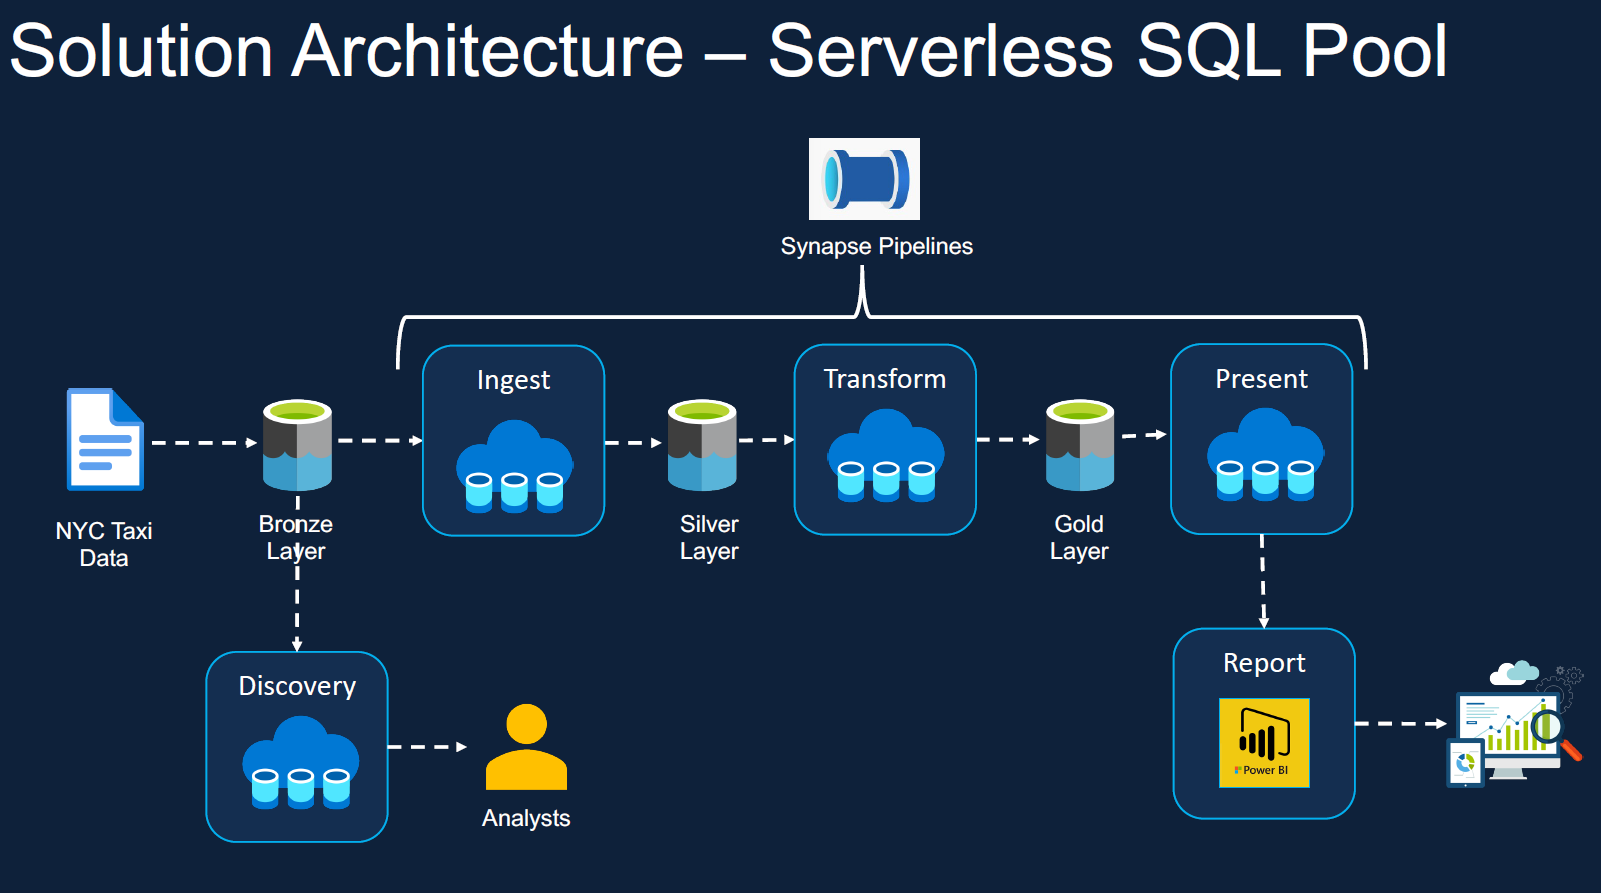 Solution Architecture – Serverless SQL Pool
Synapse Pipelines
Ingest
Transform
Present
NYC Taxi
Data
Bronze
Layer
Silver
Layer
Gold
Layer
Discovery
Analysts
Report
Power BI